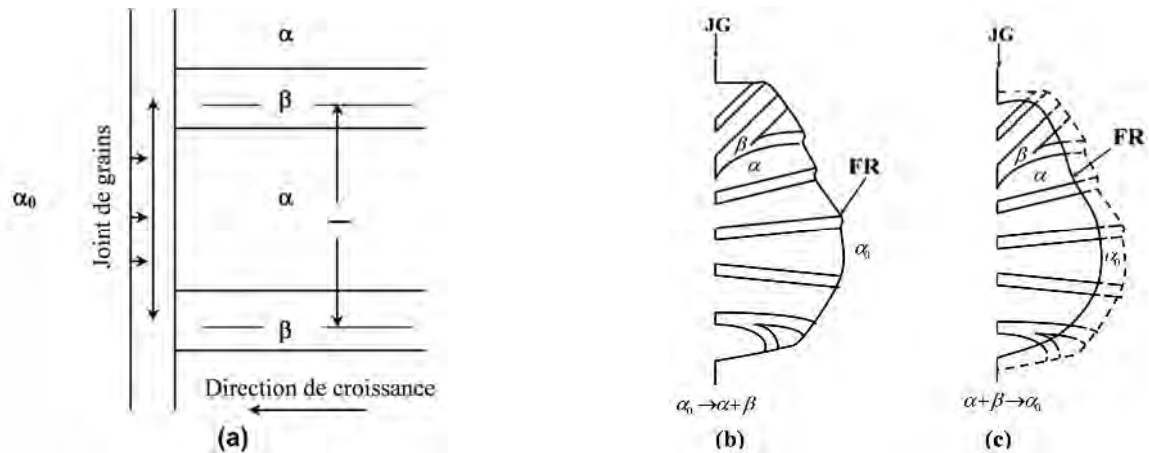 α
β
α₀
Joint de grains
α
l
β
Direction de croissance
(a)
JG
β
α
FR
α₀
α₀ → α + β
(b)
JG
β
α
FR
α₀
α + β → α₀
(c)